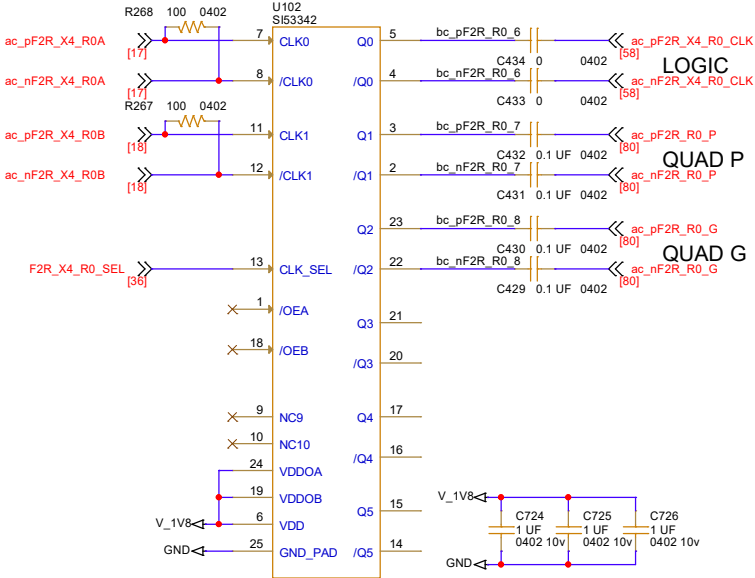 U102
SI53342
R268 100 0402
ac_pF2R_X4_R0A
[17]
7 CLK0
Q0 5
bc_pF2R_R0_6
ac_pF2R_X4_R0_CLK
[58]
C434 0 0402
LOGIC
ac_nF2R_X4_R0A
[17]
8 /CLK0
/Q0 4
bc_nF2R_R0_6
ac_nF2R_X4_R0_CLK
[58]
C433 0 0402
R267 100 0402
ac_pF2R_X4_R0B
[18]
11 CLK1
Q1 3
bc_pF2R_R0_7
ac_pF2R_R0_P
[80]
C432 0.1 UF 0402
QUAD P
ac_nF2R_X4_R0B
[18]
12 /CLK1
/Q1 2
bc_nF2R_R0_7
ac_nF2R_R0_P
[80]
C431 0.1 UF 0402
Q2 23
bc_pF2R_R0_8
ac_pF2R_R0_G
[80]
C430 0.1 UF 0402
QUAD G
F2R_X4_R0_SEL
[36]
13 CLK_SEL
/Q2 22
bc_nF2R_R0_8
ac_nF2R_R0_G
[80]
C429 0.1 UF 0402
1 /OEA
Q3 21
18 /OEB
/Q3 20
9 NC9
Q4 17
10 NC10
/Q4 16
24 VDDOA
19 VDDOB
Q5 15
V_1V8
6 VDD
GND
25 GND_PAD
/Q5 14
V_1V8
C724 C725 C726
1 UF 1 UF 1 UF
0402 10v 0402 10v 0402 10v
GND